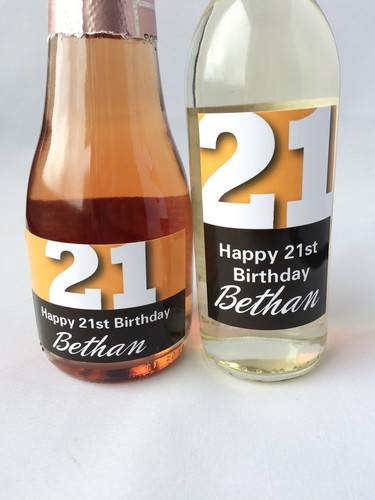 21
Happy 21st Birthday
Bethan
21
Happy 21st
Birthday
Bethan